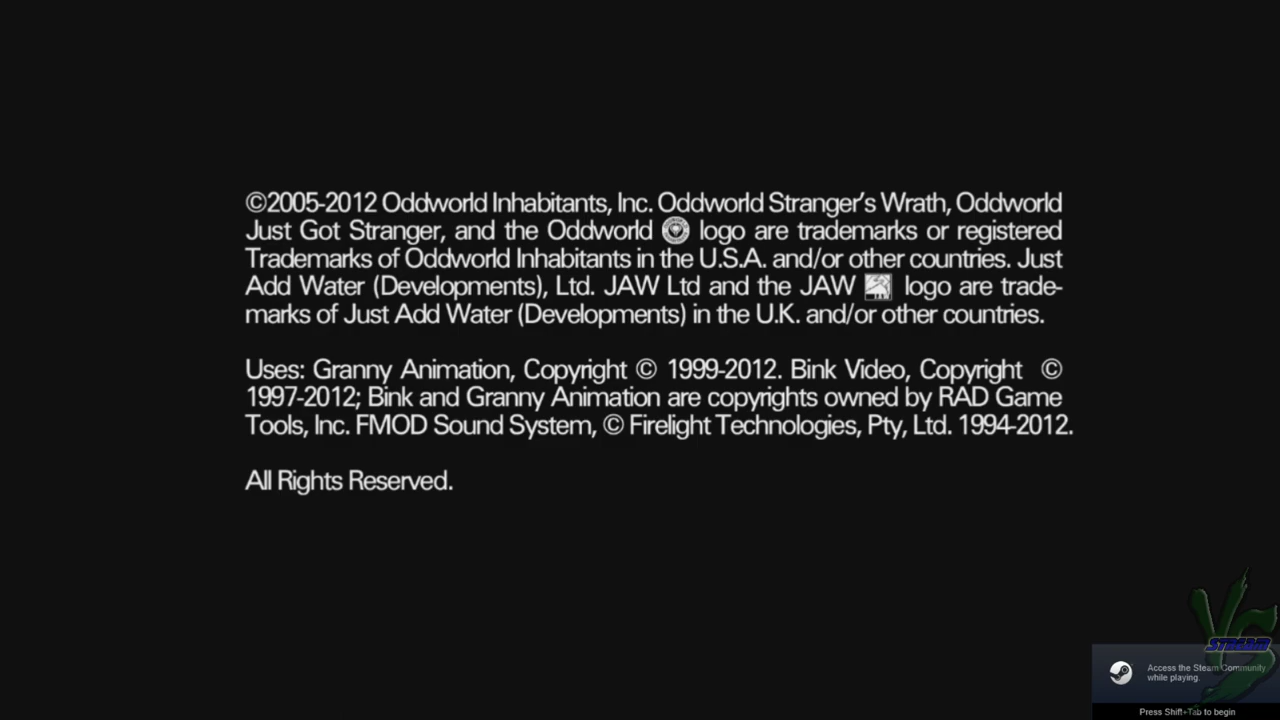 ©2005-2012 Oddworld Inhabitants, Inc. Oddworld Stranger's Wrath, Oddworld
Just Got Stranger, and the Oddworld logo are trademarks or registered
Trademarks of Oddworld Inhabitants in the U.S.A. and/or other countries. Just
Add Water (Developments), Ltd. JAW Ltd and the JAW logo are trade-
marks of Just Add Water (Developments) in the U.K. and/or other countries.
Uses: Granny Animation, Copyright © 1999-2012. Bink Video, Copyright ©
1997-2012; Bink and Granny Animation are copyrights owned by RAD Game
Tools, Inc. FMOD Sound System, © Firelight Technologies, Pty, Ltd. 1994-2012.
All Rights Reserved.
VS
STREAM
Access the Steam Community
while playing.
Press Shift+Tab to begin